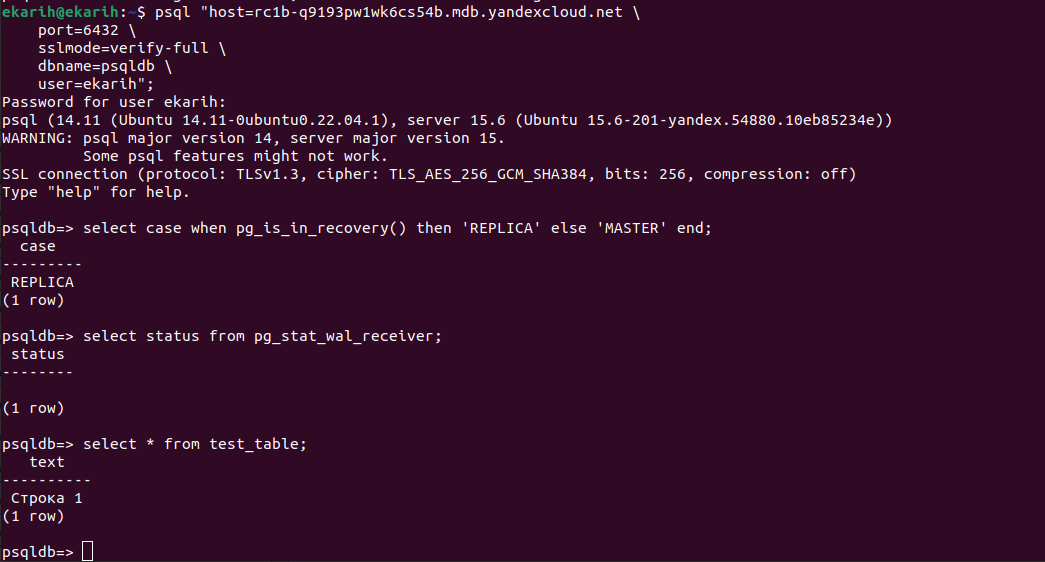 ekarih@ekarih:~$ psql "host=rc1b-q9193pw1wk6cs54b.mdb.yandexcloud.net \
    port=6432 \
    sslmode=verify-full \
    dbname=psqldb \
    user=ekarih";
Password for user ekarih:
psql (14.11 (Ubuntu 14.11-0ubuntu0.22.04.1), server 15.6 (Ubuntu 15.6-201-yandex.54880.10eb85234e))
WARNING: psql major version 14, server major version 15.
         Some psql features might not work.
SSL connection (protocol: TLSv1.3, cipher: TLS_AES_256_GCM_SHA384, bits: 256, compression: off)
Type "help" for help.

psqldb=> select case when pg_is_in_recovery() then 'REPLICA' else 'MASTER' end;
  case
---------
 REPLICA
(1 row)

psqldb=> select status from pg_stat_wal_receiver;
 status
--------

(1 row)

psqldb=> select * from test_table;
   text
----------
 Строка 1
(1 row)

psqldb=>